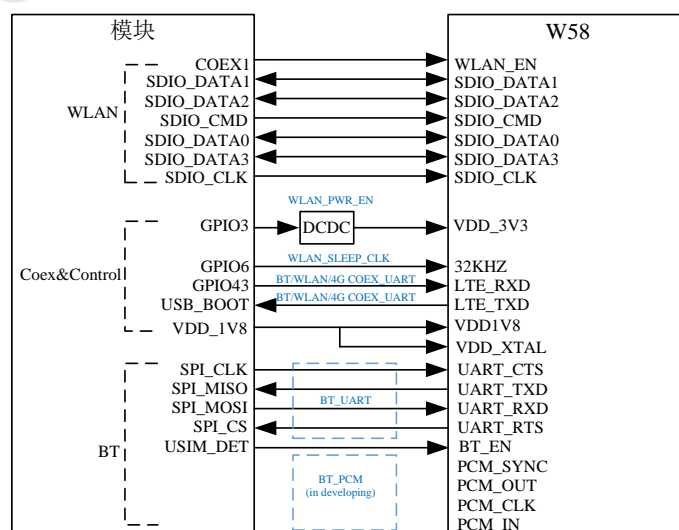 模块
W58
COEX1
WLAN_EN
SDIO_DATA1
SDIO_DATA1
SDIO_DATA2
SDIO_DATA2
WLAN
SDIO_CMD
SDIO_CMD
SDIO_DATA0
SDIO_DATA0
SDIO_DATA3
SDIO_DATA3
SDIO_CLK
SDIO_CLK
WLAN_PWR_EN
GPIO3
DCDC
VDD_3V3
WLAN_SLEEP_CLK
Coex&Control
GPIO6
32KHZ
BT/WLAN/4G COEX_UART
GPIO43
LTE_RXD
BT/WLAN/4G COEX_UART
USB_BOOT
LTE_TXD
VDD_1V8
VDD1V8
VDD_XTAL
SPI_CLK
UART_CTS
SPI_MISO
UART_TXD
BT_UART
SPI_MOSI
UART_RXD
SPI_CS
UART_RTS
BT
USIM_DET
BT_EN
PCM_SYNC
BT_PCM
(in developing)
PCM_OUT
PCM_CLK
PCM_IN